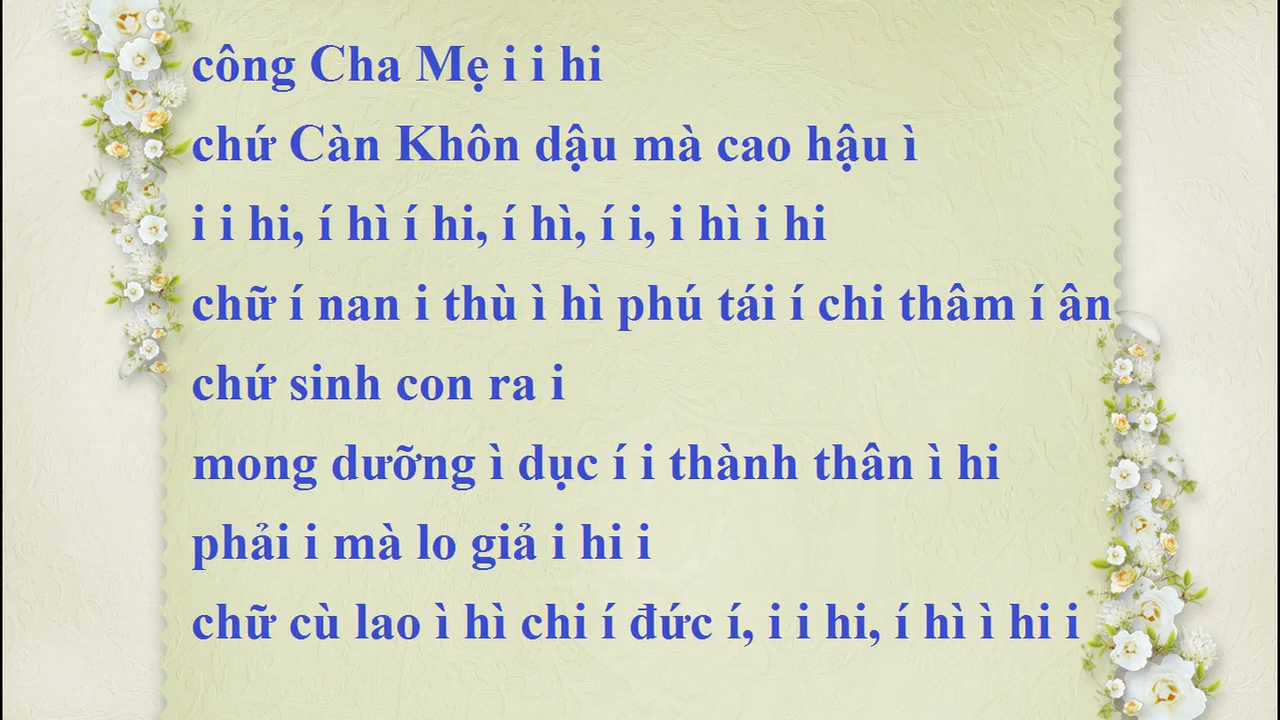 công Cha Mẹ i i hi
chứ Càn Khôn dậu mà cao hậu ì
i i hi, í hì í hi, í hì, í i, i hì i hi
chữ í nan i thù ì hì phú tái í chi thâm í ân
chứ sinh con ra i
mong dưỡng ì dục í i thành thân ì hi
phải i mà lo giả i hi i
chữ cù lao ì hì chi í đức í, i i hi, í hì ì hi i